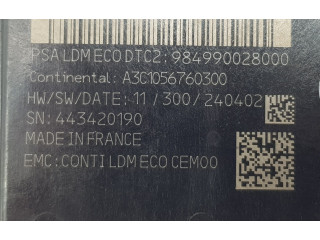 PSA LDM ECO DTC2: 984990028000
Continental: A3C1056760300
HW/SW/DATE: 11 / 300 / 240402
SN: 443420190
MADE IN FRANCE
EMC: CONTI LDM ECO CEM00